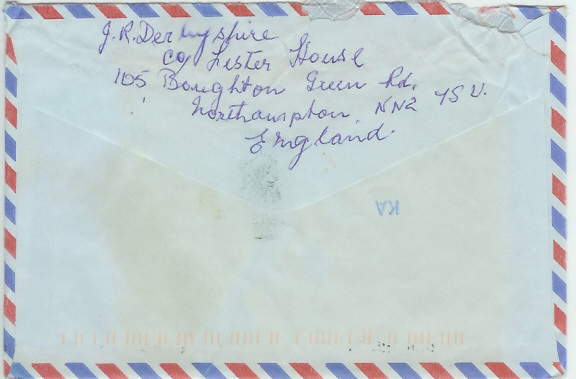 J.R. Derbyshire
c/o Lester House
105 Boughton Green Rd.
Northampton. NN2 7SU.
England.
KA